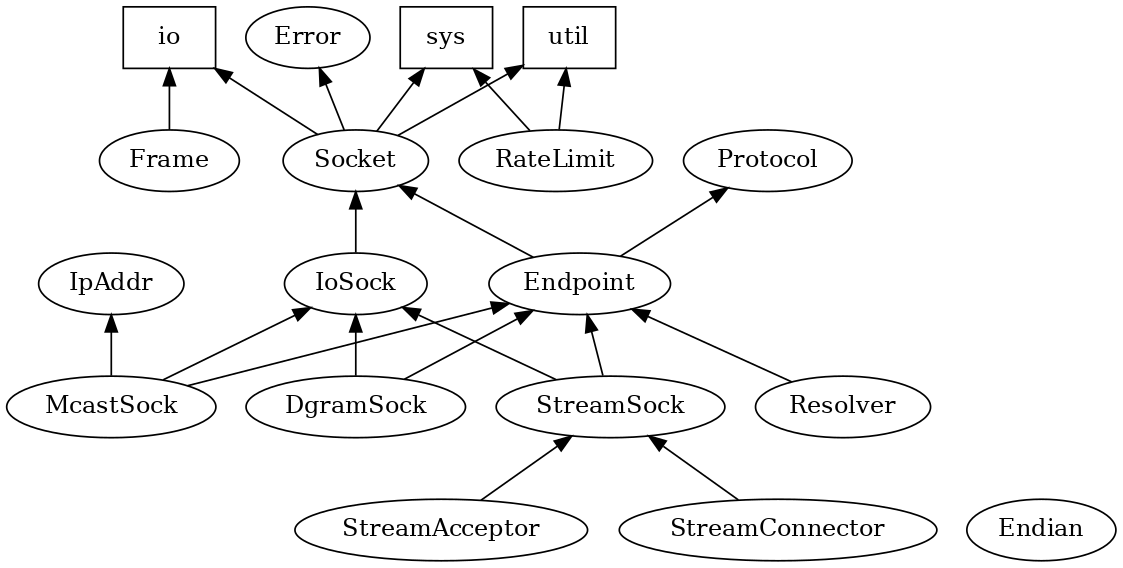 io
Error
sys
util
Frame
Socket
RateLimit
Protocol
IpAddr
IoSock
Endpoint
McastSock
DgramSock
StreamSock
Resolver
StreamAcceptor
StreamConnector
Endian